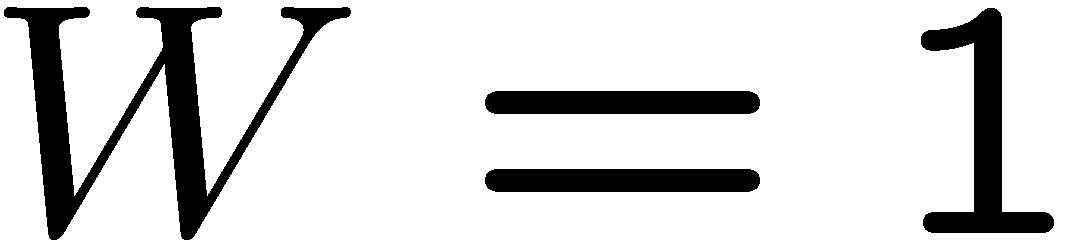 W = 1